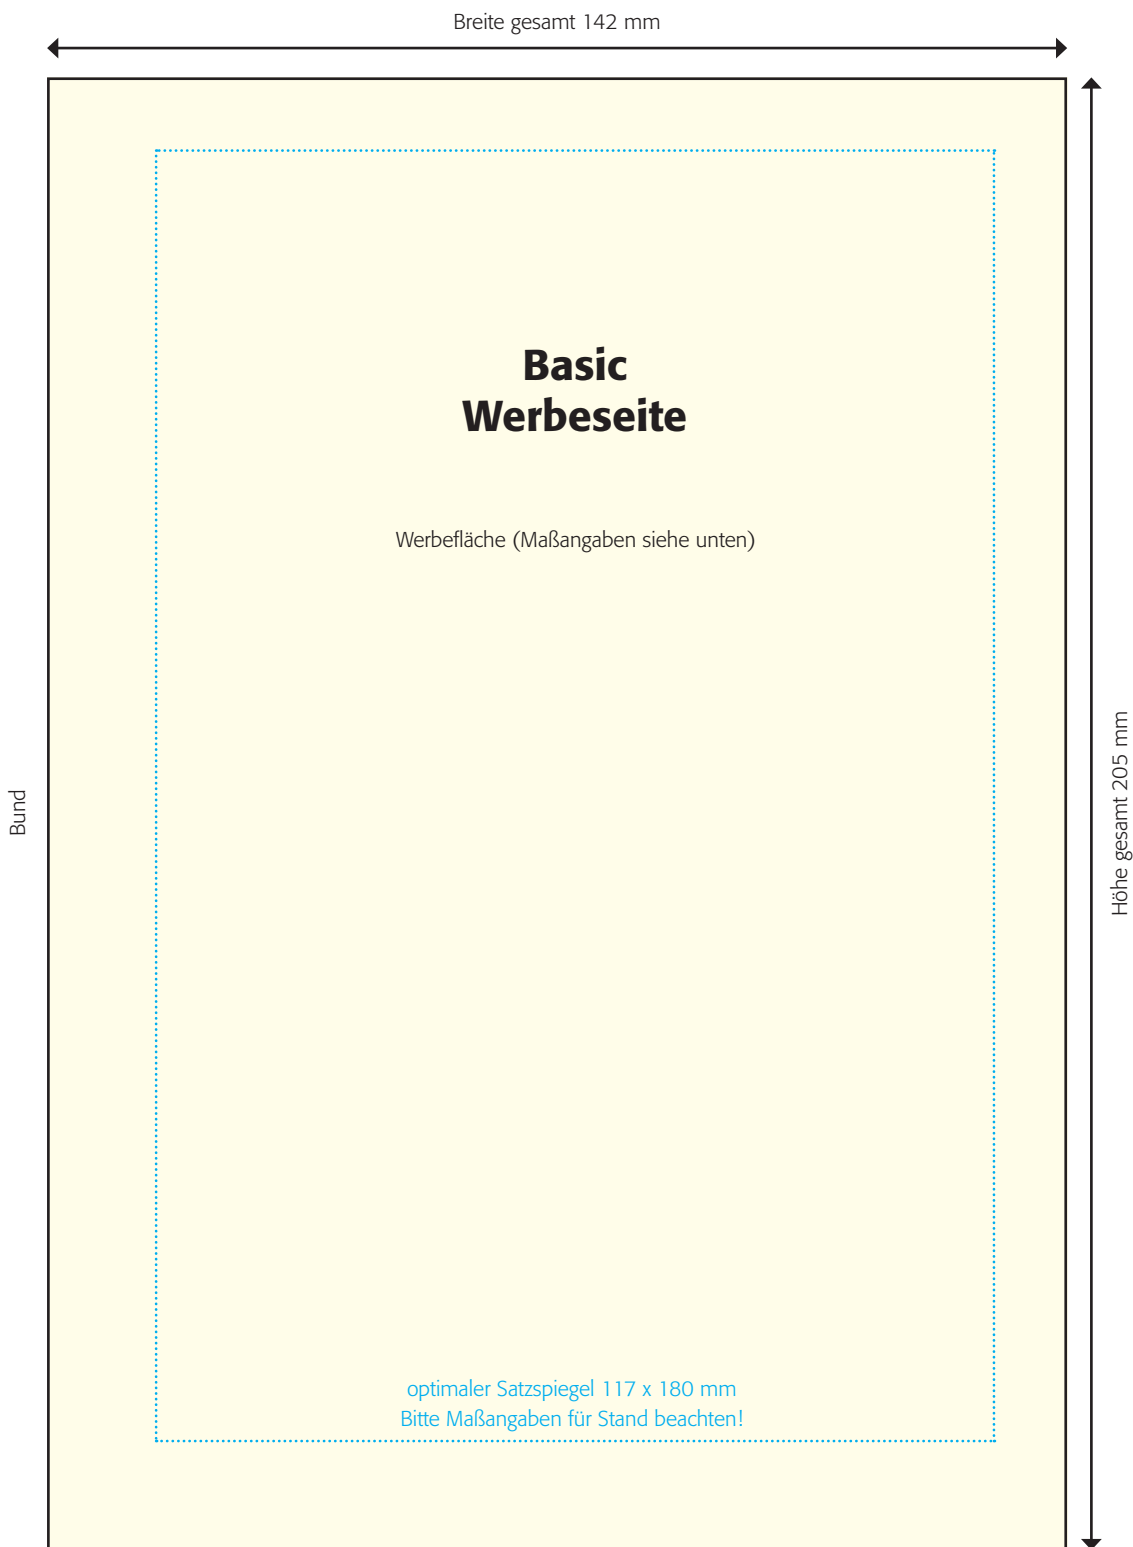 Breite gesamt 142 mm
Basic
Werbeseite
Werbefläche (Maßangaben siehe unten)
Bund
Höhe gesamt 205 mm
optimaler Satzspiegel 117 x 180 mm
Bitte Maßangaben für Stand beachten!